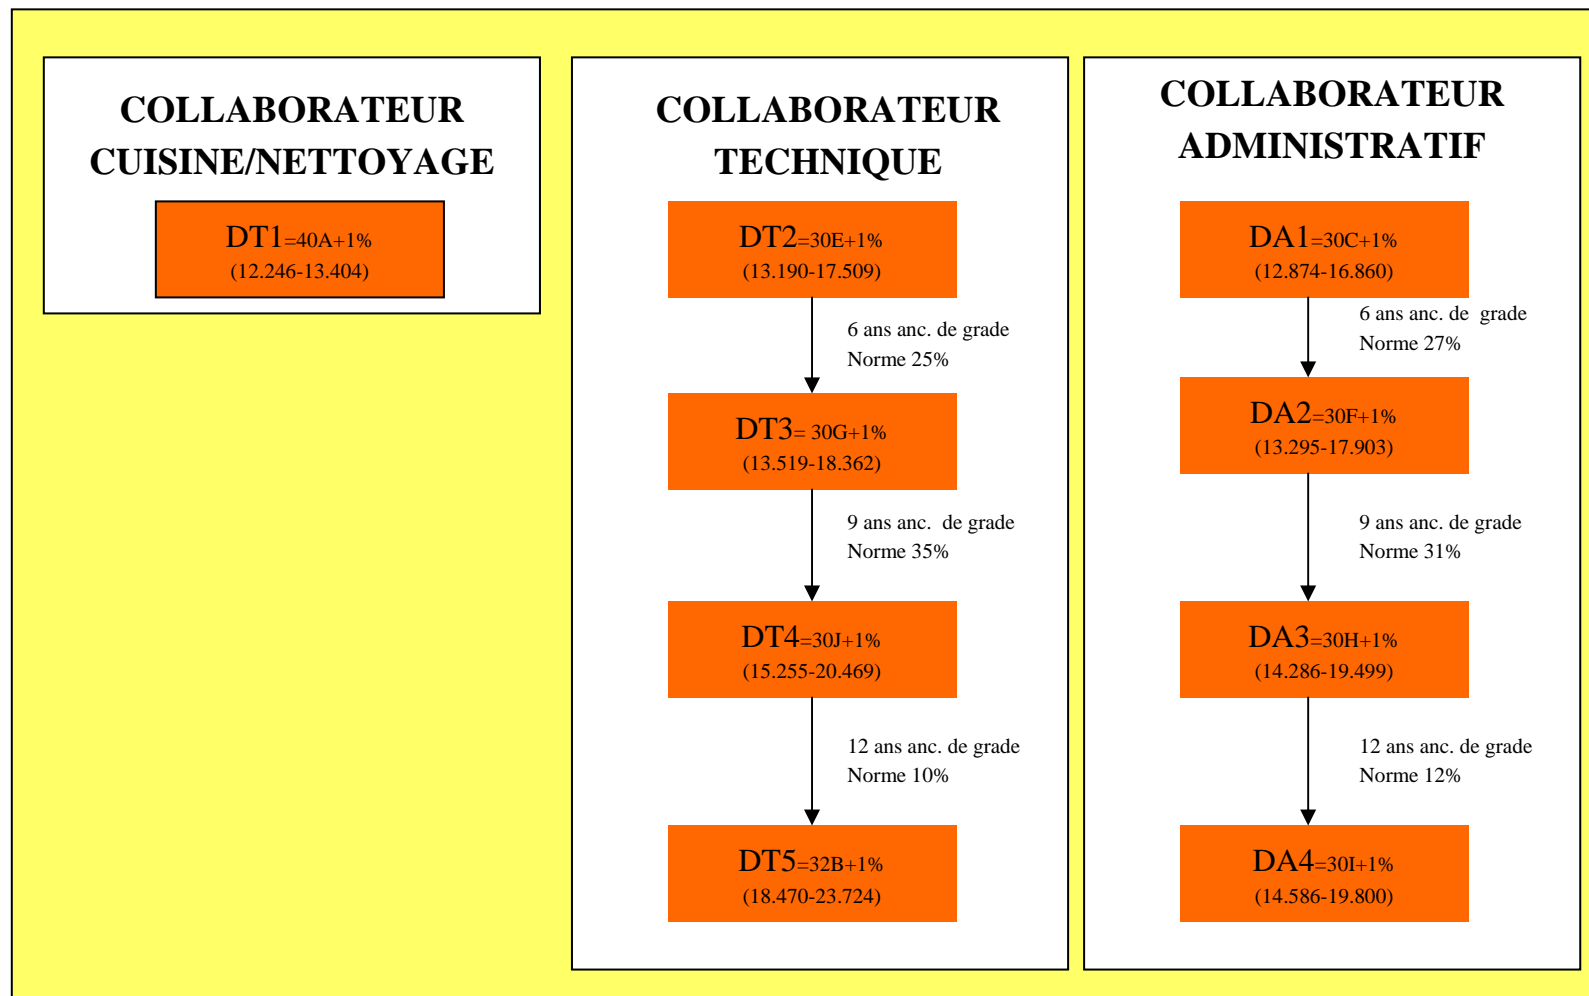 COLLABORATEUR
CUISINE/NETTOYAGE
DT1=40A+1%
(12.246-13.404)
COLLABORATEUR
TECHNIQUE
DT2=30E+1%
(13.190-17.509)
6 ans anc. de grade
Norme 25%
DT3= 30G+1%
(13.519-18.362)
9 ans anc. de grade
Norme 35%
DT4=30J+1%
(15.255-20.469)
12 ans anc. de grade
Norme 10%
DT5=32B+1%
(18.470-23.724)
COLLABORATEUR
ADMINISTRATIF
DA1=30C+1%
(12.874-16.860)
6 ans anc. de grade
Norme 27%
DA2=30F+1%
(13.295-17.903)
9 ans anc. de grade
Norme 31%
DA3=30H+1%
(14.286-19.499)
12 ans anc. de grade
Norme 12%
DA4=30I+1%
(14.586-19.800)